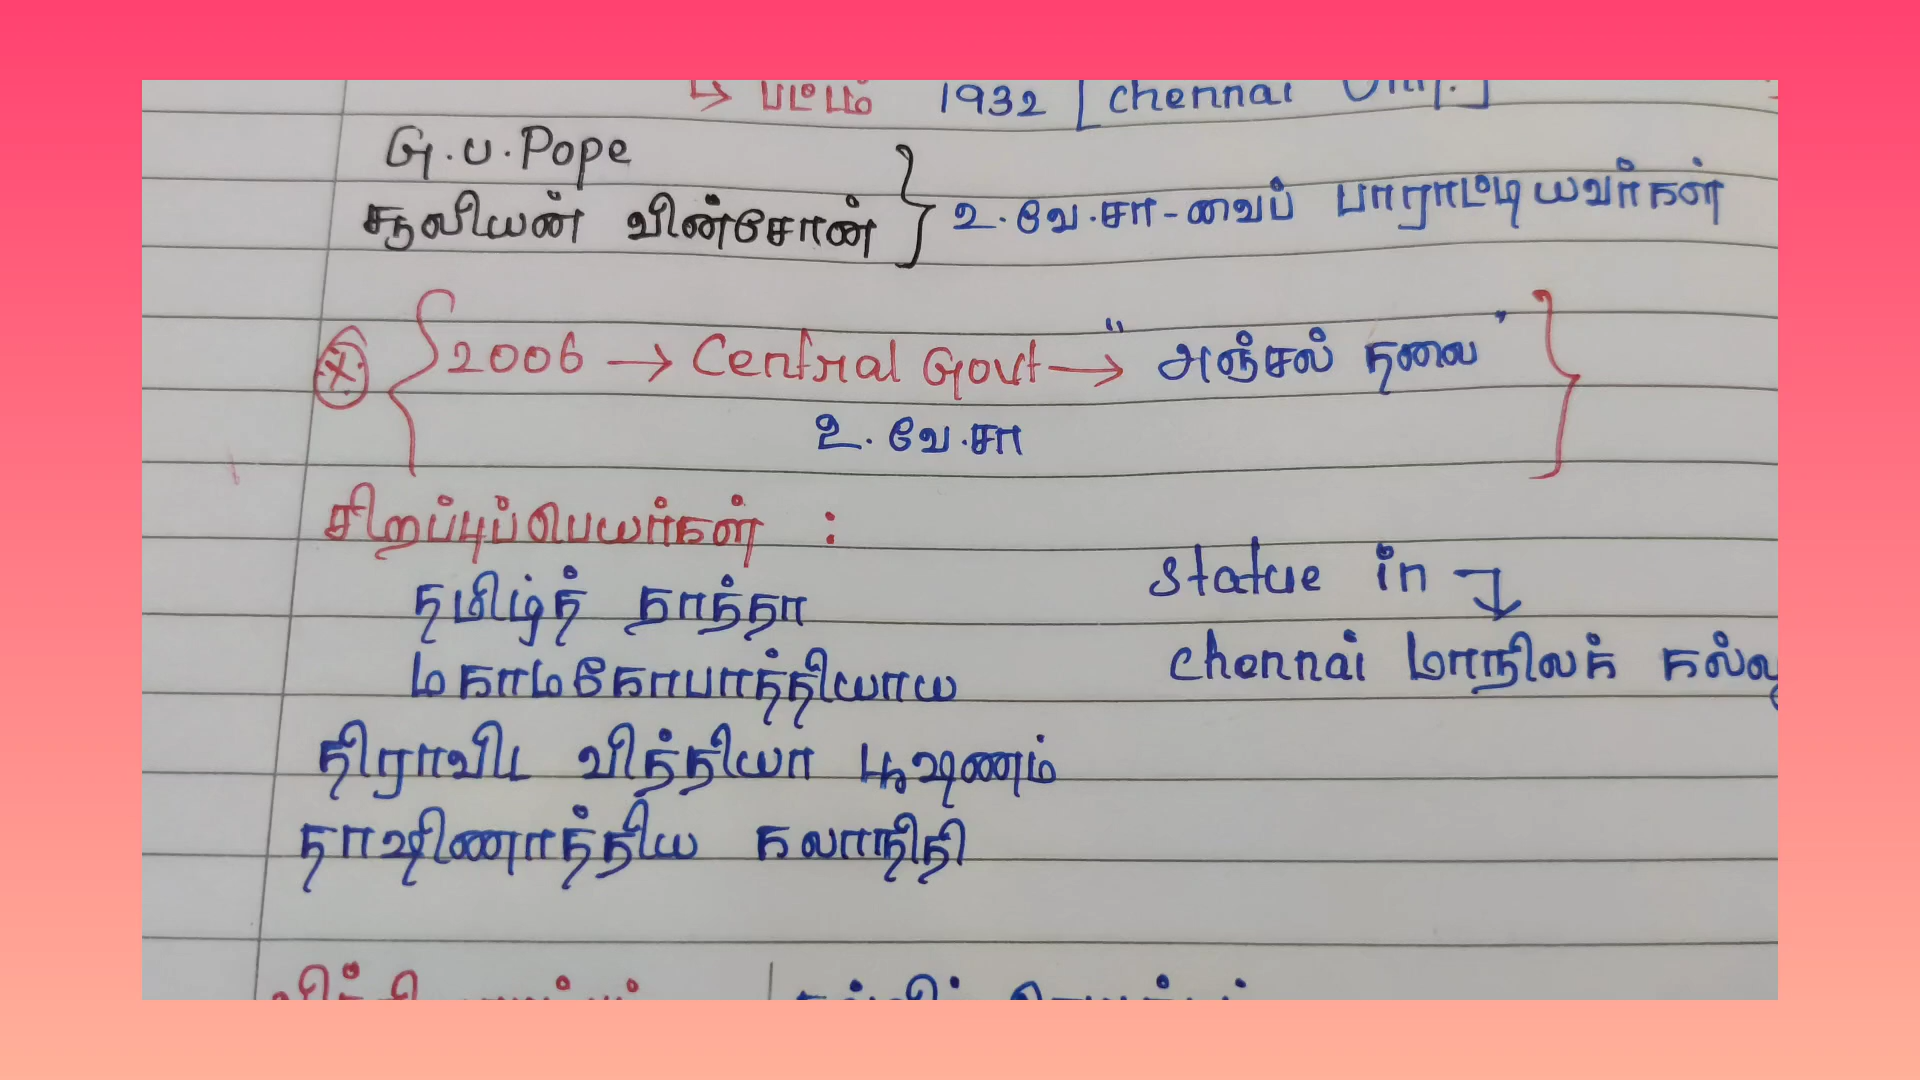 ↳ பட்டம் 1932 [Chennai Uni.]
G.U.Pope
சூலியன் வின்சோன் } உ.வே.சா-வைப் பாராட்டியவர்கள்
{ 2006 → Central Govt → "அஞ்சல் தலை" }
உ.வே.சா
சிறப்புப்பெயர்கள் :
தமிழ்த் தாத்தா
Statue in ↴
மகாமகோபாத்தியாய
Chennai மாநிலக்
திராவிட வித்தியா பூஷணம்
தாஷிணாத்திய கலாநிதி